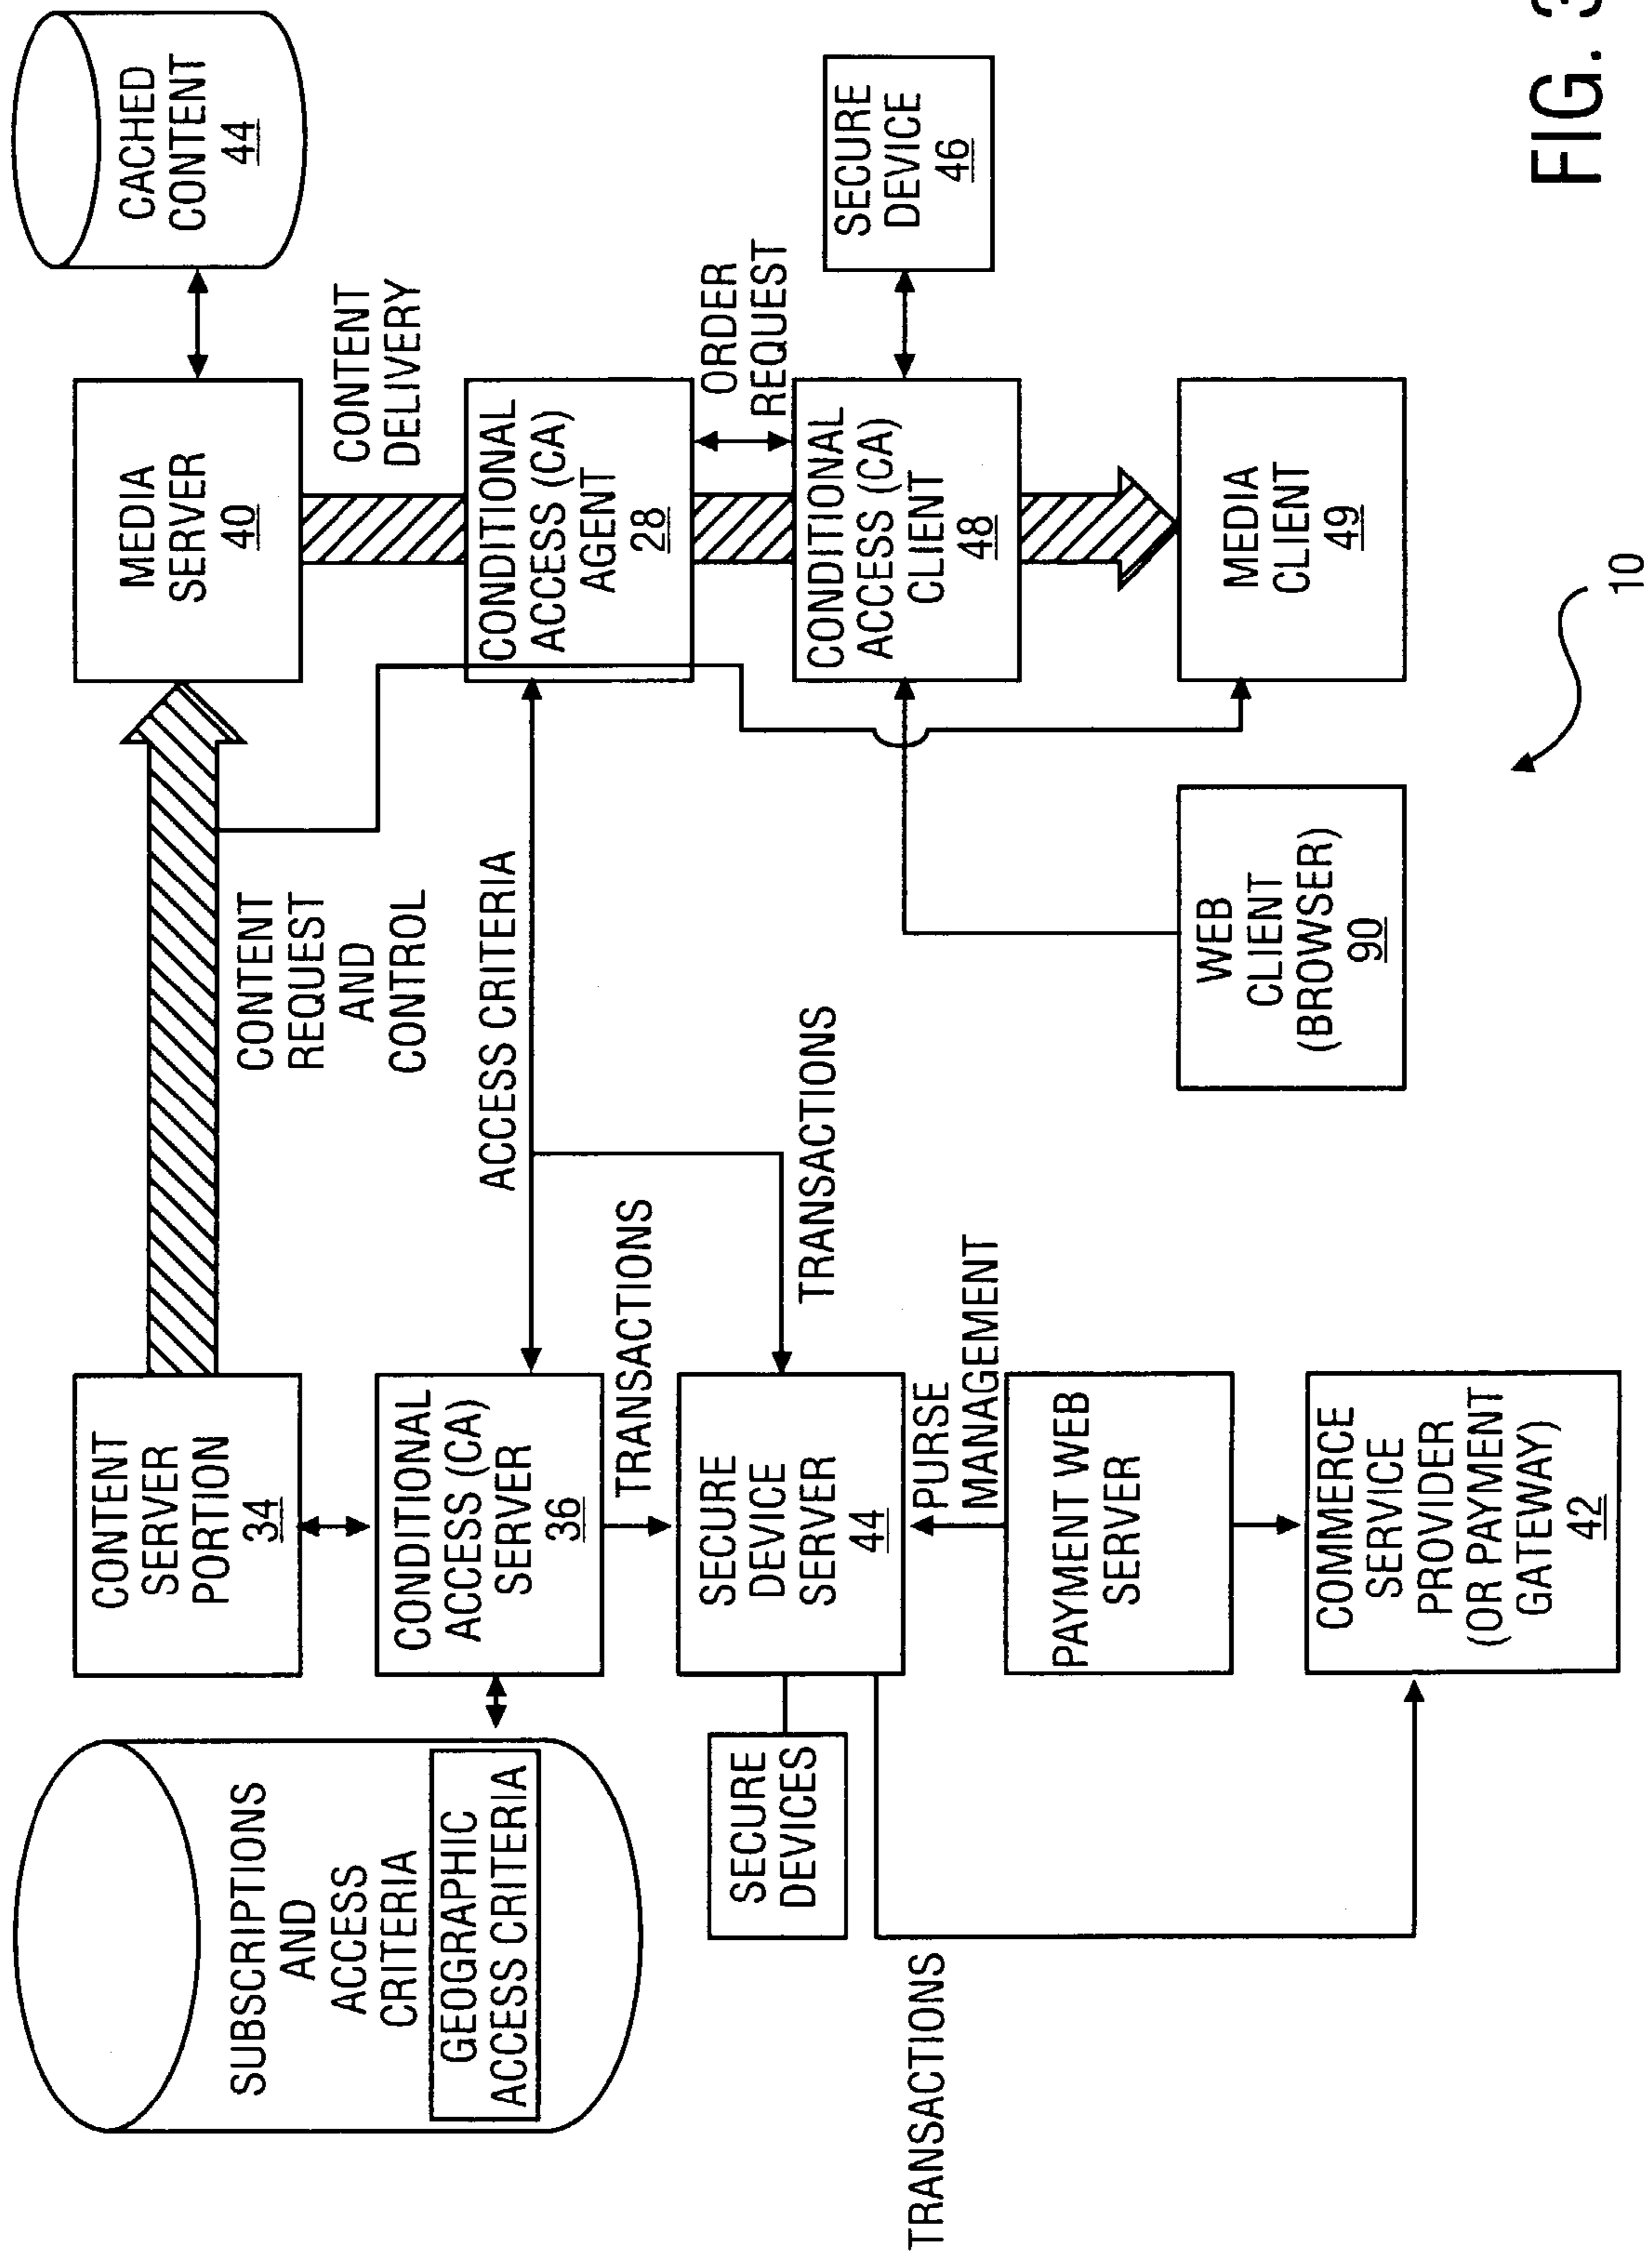 SUBSCRIPTIONS
AND
ACCESS
CRITERIA
GEOGRAPHIC
ACCESS CRITERIA
CONTENT
SERVER
PORTION
34
CONTENT
REQUEST
AND
CONTROL
MEDIA
SERVER
40
CACHED
CONTENT
44
CONTENT
DELIVERY
CONDITIONAL
ACCESS (CA)
SERVER
36
ACCESS CRITERIA
CONDITIONAL
ACCESS (CA)
AGENT
28
TRANSACTIONS
TRANSACTIONS
ORDER
REQUEST
SECURE
DEVICES
SECURE
DEVICE
SERVER
44
CONDITIONAL
ACCESS (CA)
CLIENT
48
SECURE
DEVICE
46
TRANSACTIONS
PURSE
MANAGEMENT
PAYMENT WEB
SERVER
WEB
CLIENT
(BROWSER)
90
MEDIA
CLIENT
49
COMMERCE
SERVICE
PROVIDER
(OR PAYMENT
GATEWAY)
42
10
FIG. 3